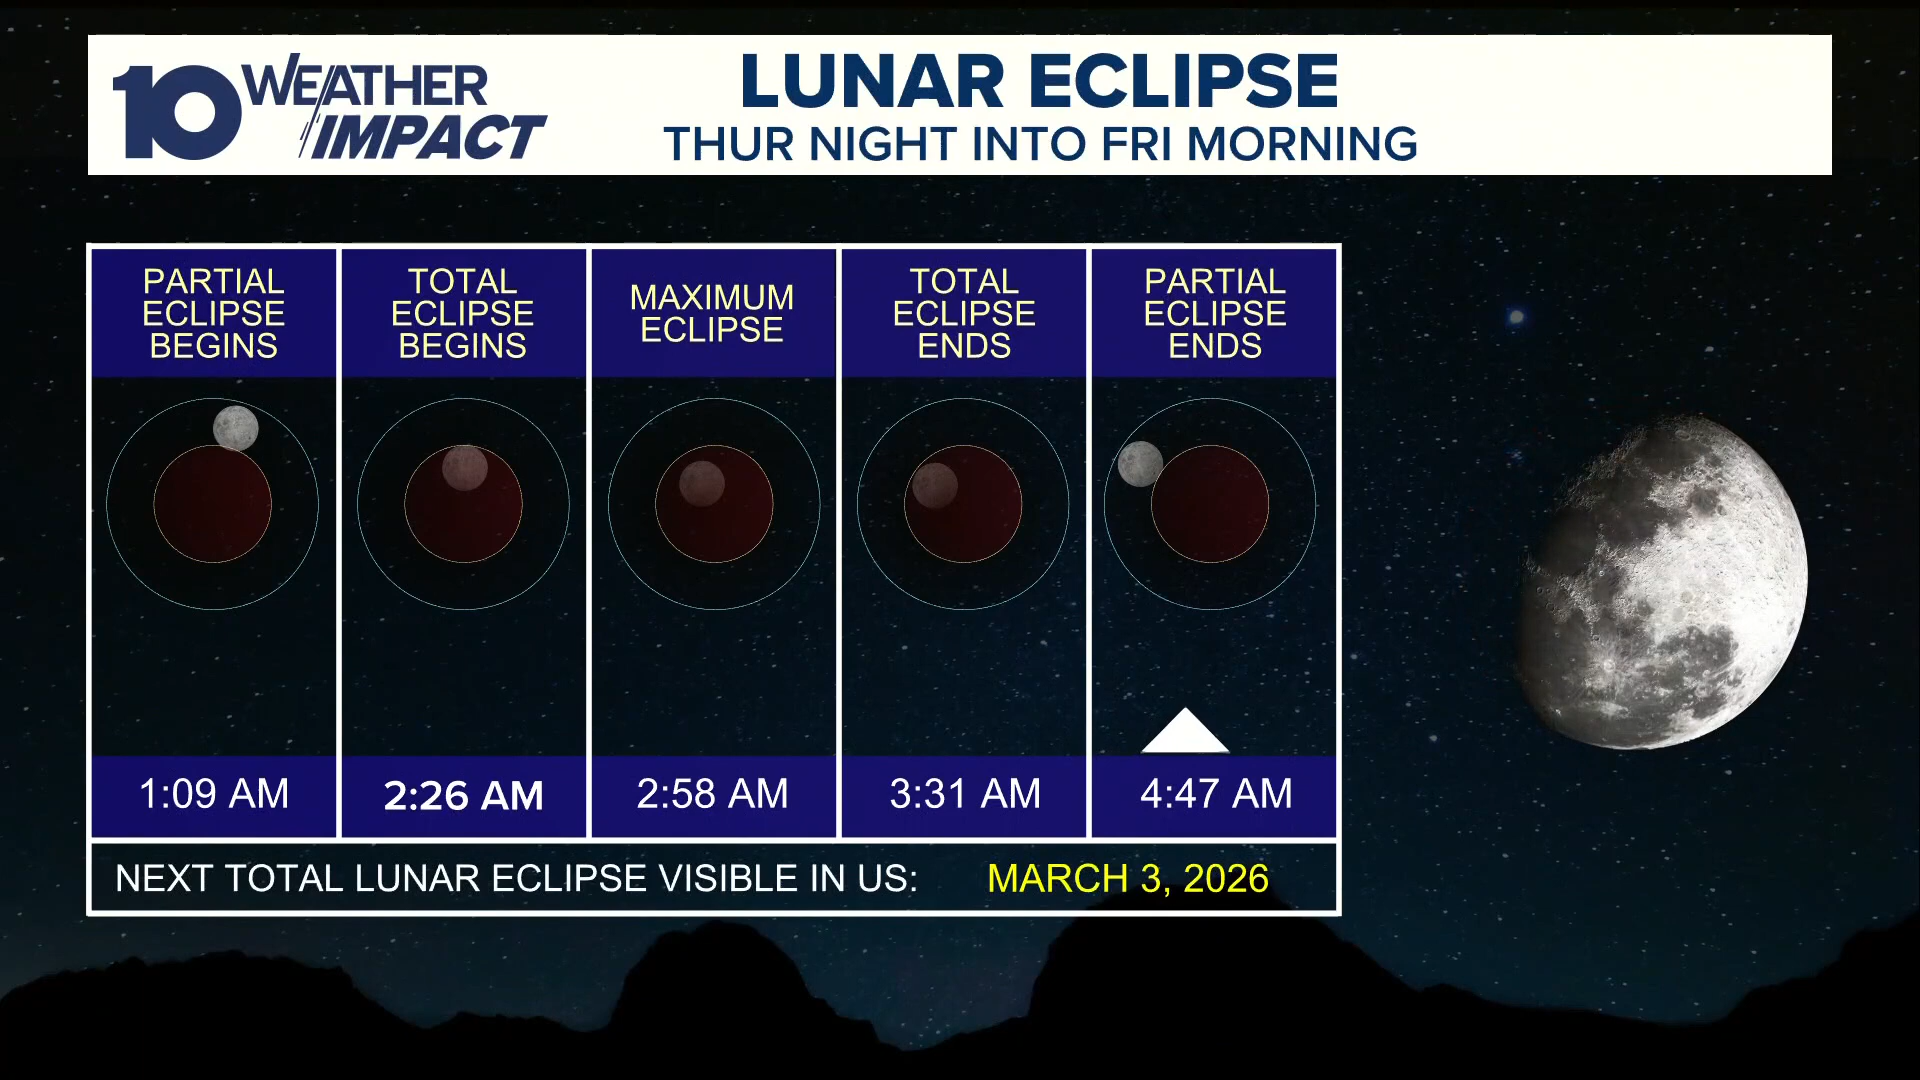 10 WEATHER
IMPACT
LUNAR ECLIPSE
THUR NIGHT INTO FRI MORNING
PARTIAL
ECLIPSE
BEGINS
TOTAL
ECLIPSE
BEGINS
MAXIMUM
ECLIPSE
TOTAL
ECLIPSE
ENDS
PARTIAL
ECLIPSE
ENDS
1:09 AM
2:26 AM
2:58 AM
3:31 AM
4:47 AM
NEXT TOTAL LUNAR ECLIPSE VISIBLE IN US: MARCH 3, 2026